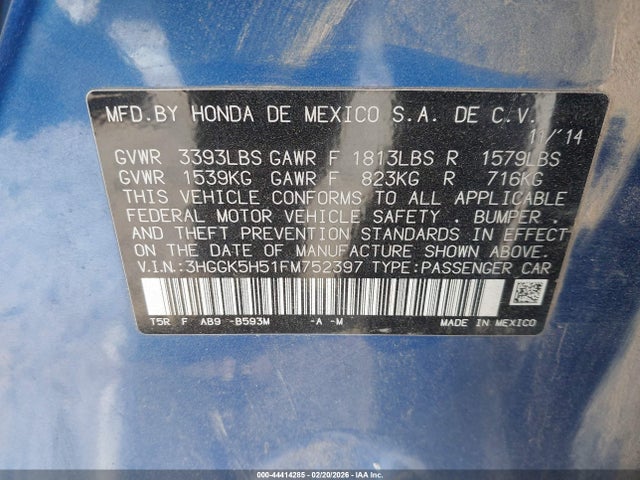 MFD.BY HONDA DE MEXICO S.A. DE C.V.
11/'14
GVWR 3393LBS GAWR F 1813LBS R 1579LBS
GVWR 1539KG GAWR F 823KG R 716KG
THIS VEHICLE CONFORMS TO ALL APPLICABLE
FEDERAL MOTOR VEHICLE SAFETY . BUMPER .
AND THEFT PREVENTION STANDARDS IN EFFECT
ON THE DATE OF MANUFACTURE SHOWN ABOVE.
V.I.N.:3HGGK5H51FM752397 TYPE:PASSENGER CAR
T5R F AB9 -B593M -A -M MADE IN MEXICO
000-44414285 - 02/20/2026 - IAA Inc.